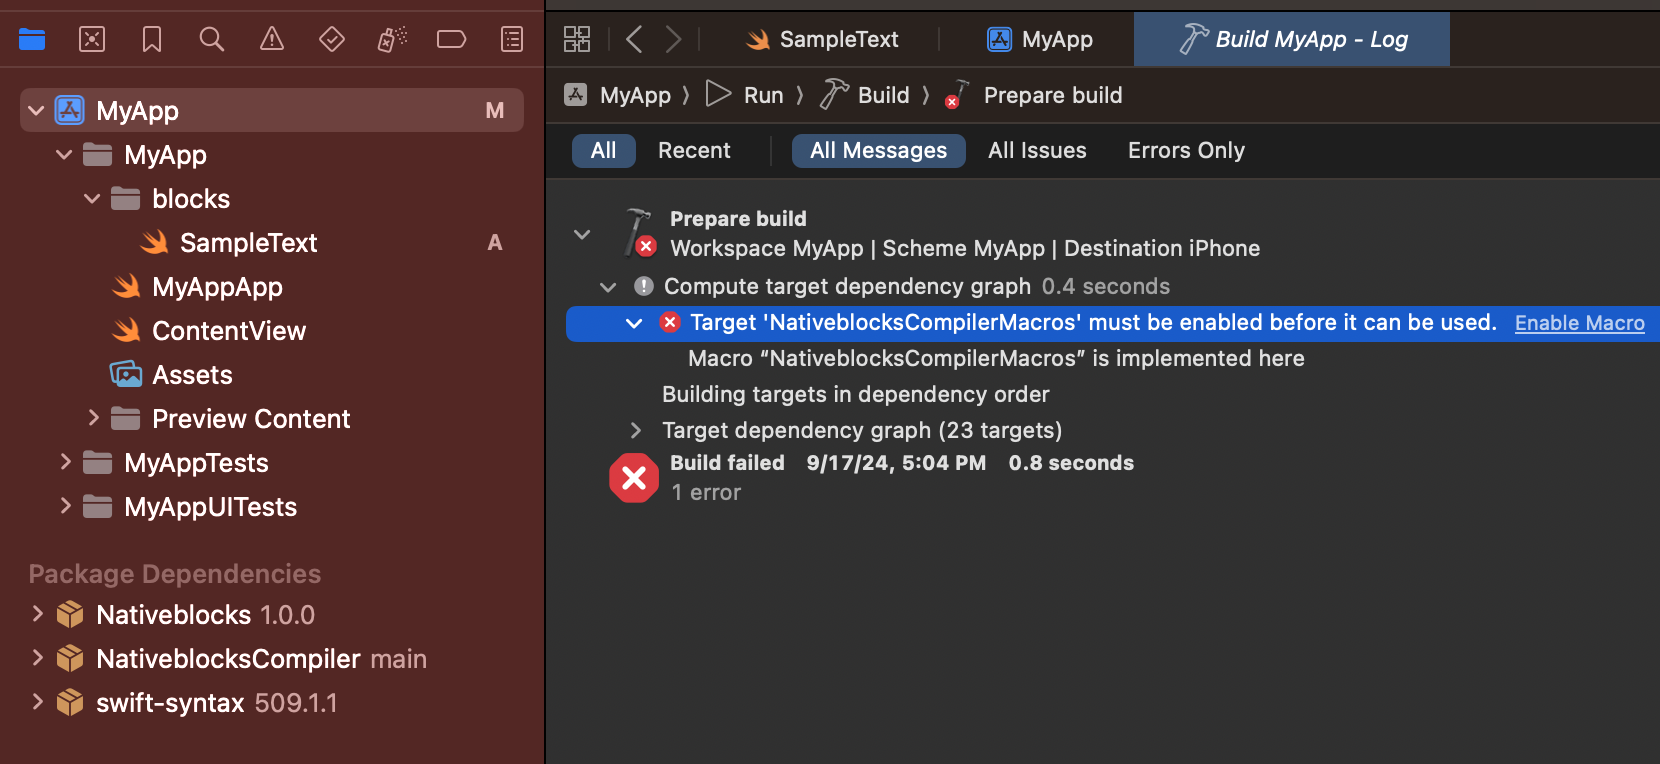 MyApp M
MyApp
blocks
SampleText A
MyAppApp
ContentView
Assets
Preview Content
MyAppTests
MyAppUITests
Package Dependencies
Nativeblocks 1.0.0
NativeblocksCompiler main
swift-syntax 509.1.1
SampleText MyApp Build MyApp - Log
MyApp Run Build Prepare build
All Recent All Messages All Issues Errors Only
Prepare build
Workspace MyApp | Scheme MyApp | Destination iPhone
Compute target dependency graph 0.4 seconds
Target 'NativeblocksCompilerMacros' must be enabled before it can be used. Enable Macro
Macro “NativeblocksCompilerMacros” is implemented here
Building targets in dependency order
Target dependency graph (23 targets)
Build failed 9/17/24, 5:04 PM 0.8 seconds
1 error